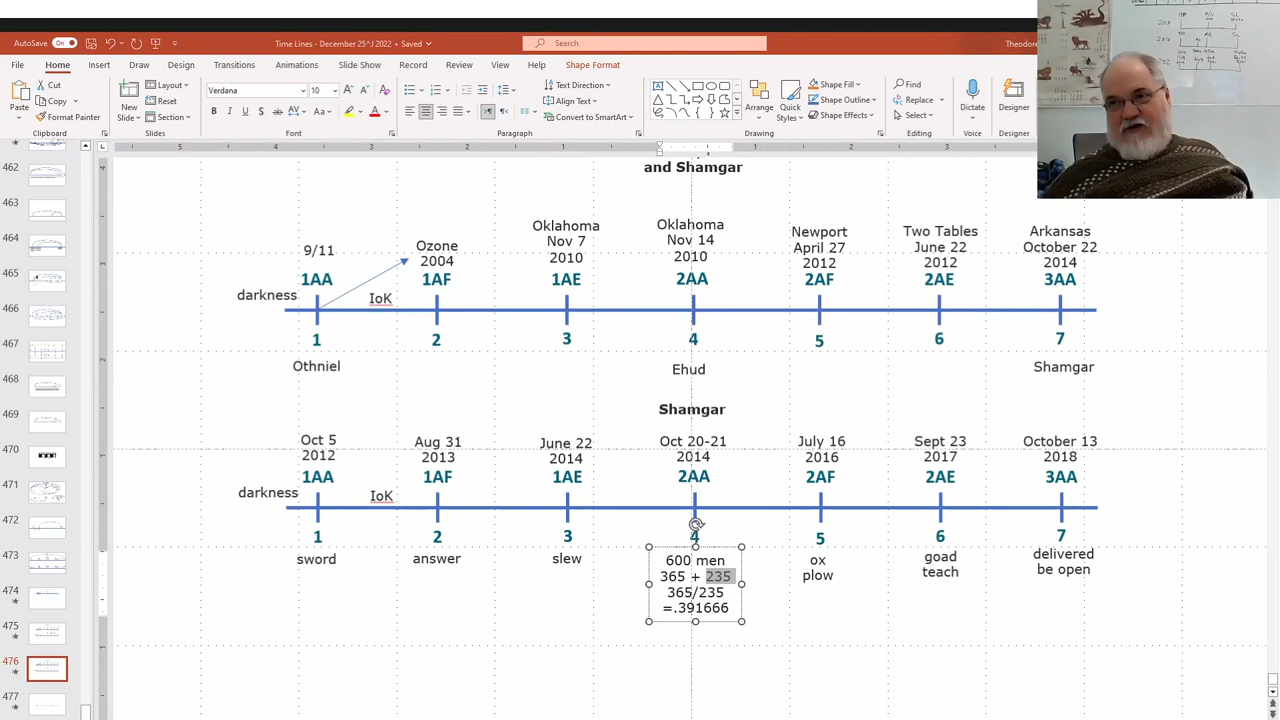 AutoSave On Time Lines - December 25^J 2022 • Saved Search Theodore
File Home Insert Draw Design Transitions Animations Slide Show Record Review View Help Shape Format
Paste Cut Copy Format Painter Clipboard
New Slide Layout Reset Section Slides
Verdana 10 Font
Text Direction Align Text Convert to SmartArt Paragraph
Arrange Quick Styles Shape Fill Shape Outline Shape Effects Drawing
Find Replace Select Editing
Dictate Voice
Designer Designer
and Shamgar
9/11
1AA
Ozone
2004
1AF
Oklahoma
Nov 7
2010
1AE
Oklahoma
Nov 14
2010
2AA
Newport
April 27
2012
2AF
Two Tables
June 22
2012
2AE
Arkansas
October 22
2014
3AA
darkness IoK
1 2 3 4 5 6 7
Othniel Ehud Shamgar
Shamgar
Oct 5
2012
1AA
Aug 31
2013
1AF
June 22
2014
1AE
Oct 20-21
2014
2AA
July 16
2016
2AF
Sept 23
2017
2AE
October 13
2018
3AA
darkness IoK
1 2 3 4 5 6 7
sword
answer
slew
600 men
365 + 235
365/235
=.391666
ox
plow
goad
teach
delivered
be open
463
464
465
466
467
468
469
470
471
472
473
474
475
476
477